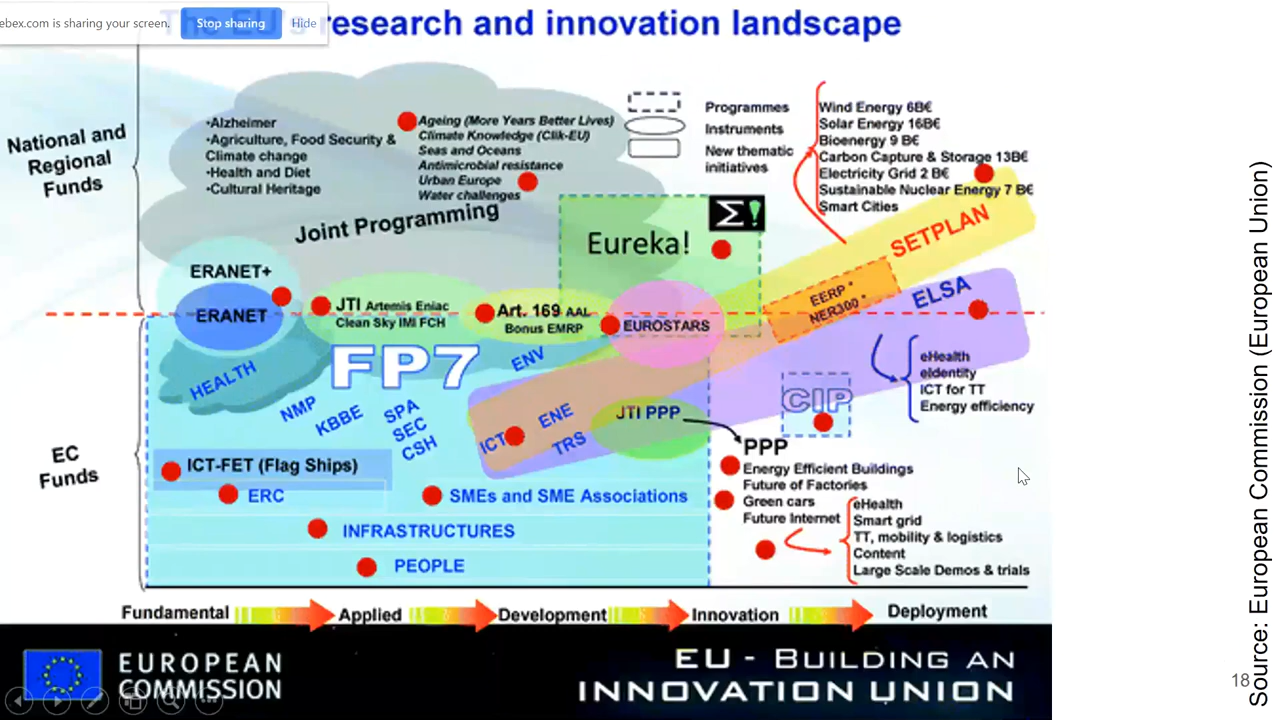 ebex.com is sharing your screen.
Stop sharing
Hide
The EU's research and innovation landscape
National and
Regional
Funds
•Alzheimer
•Agriculture, Food Security &
Climate change
•Health and Diet
•Cultural Heritage
Ageing (More Years Better Lives)
Climate Knowledge (Clik-EU)
Seas and Oceans
Antimicrobial resistance
Urban Europe
Water challenges
Joint Programming
Programmes
Instruments
New thematic
initiatives
Wind Energy 6B€
Solar Energy 16B€
Bioenergy 9 B€
Carbon Capture & Storage 13B€
Electricity Grid 2 B€
Sustainable Nuclear Energy 7 B€
Smart Cities
Σ!
Eureka!
SETPLAN
ERANET+
ERANET
JTI Artemis Eniac
Clean Sky IMI FCH
Art. 169 AAL
Bonus EMRP
EUROSTARS
EERP *
NER300 *
ELSA
FP7
HEALTH
NMP
KBBE
SPA
SEC
CSH
ENV
ICT
ENE
TRS
JTI PPP
CIP
eHealth
eIdentity
ICT for TT
Energy efficiency
EC
Funds
ICT-FET (Flag Ships)
ERC
SMEs and SME Associations
INFRASTRUCTURES
PEOPLE
PPP
Energy Efficient Buildings
Future of Factories
Green cars
Future Internet
eHealth
Smart grid
TT, mobility & logistics
Content
Large Scale Demos & trials
Fundamental
Applied
Development
Innovation
Deployment
EUROPEAN
COMMISSION
EU - BUILDING AN
INNOVATION UNION
18
Source: European Commission (European Union)